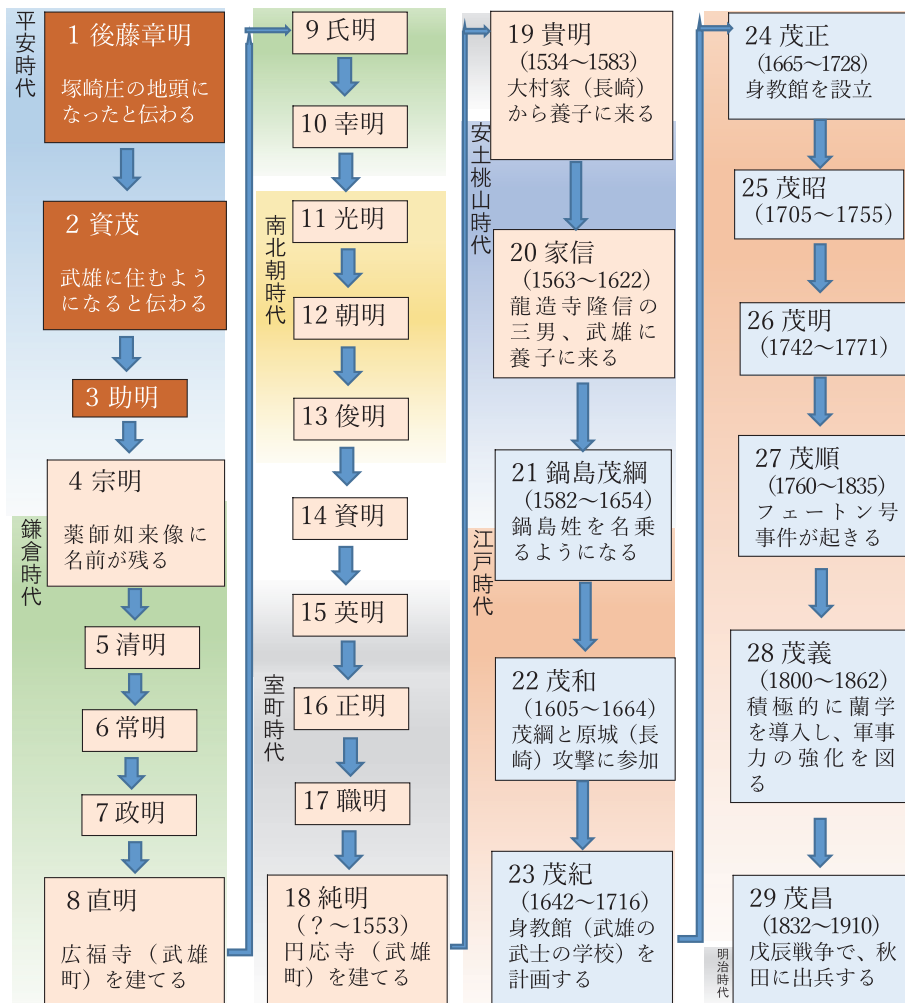 平安時代
1 後藤章明
塚崎庄の地頭に
なったと伝わる
2 資茂
武雄に住むよう
になると伝わる
3 助明
4 宗明
薬師如来像に
名前が残る
鎌倉時代
5 清明
6 常明
7 政明
8 直明
広福寺（武雄
町）を建てる
9 氏明
10 幸明
南北朝時代
11 光明
12 朝明
13 俊明
14 資明
15 英明
室町時代
16 正明
17 職明
18 純明
(？～1553)
円応寺（武雄
町）を建てる
19 貴明
(1534～1583)
大村家（長崎）
から養子に来る
安土桃山時代
20 家信
(1563～1622)
龍造寺隆信の
三男、武雄に
養子に来る
21 鍋島茂綱
(1582～1654)
鍋島姓を名乗
るようになる
江戸時代
22 茂和
(1605～1664)
茂綱と原城（長
崎）攻撃に参加
23 茂紀
(1642～1716)
身教館（武雄の
武士の学校）を
計画する
24 茂正
(1665～1728)
身教館を設立
25 茂昭
(1705～1755)
26 茂明
(1742～1771)
27 茂順
(1760～1835)
フェートン号
事件が起きる
28 茂義
(1800～1862)
積極的に蘭学
を導入し、軍事
力の強化を図
る
29 茂昌
(1832～1910)
戊辰戦争で、秋
田に出兵する
明治時代